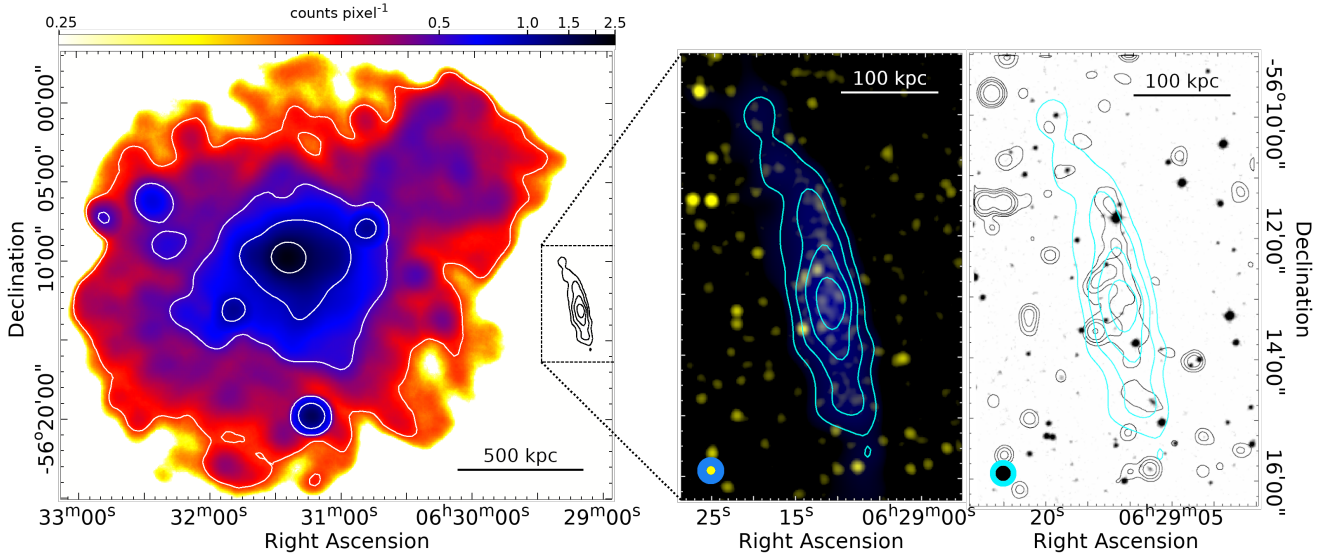 counts pixel-1
0.25 0.5 1.0 1.5 2.5
Declination
00'00"
05'00"
10'00"
-56°20'00"
500 kpc
33m00s 32m00s 31m00s 06h30m00s 29m00s
Right Ascension
100 kpc
25s 15s 06h29m00s
Right Ascension
100 kpc
-56°10'00"
12'00"
14'00"
16'00"
Declination
20s 06h29m05s
Right Ascension